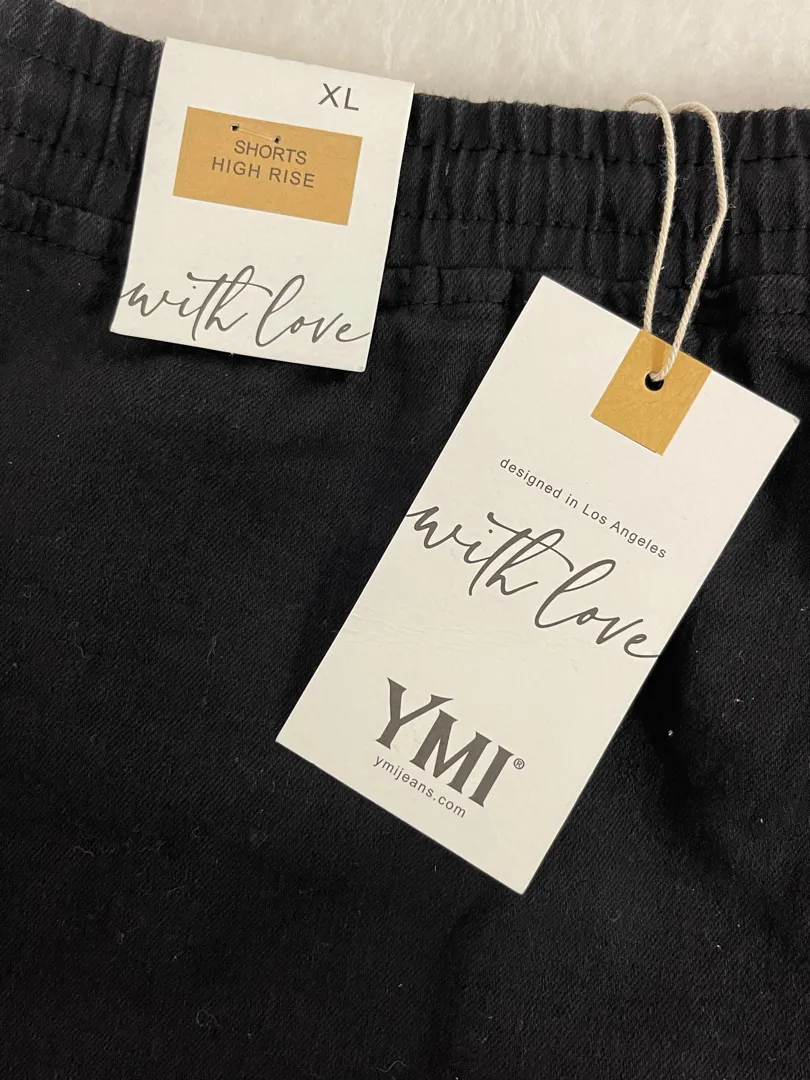 XL
SHORTS
HIGH RISE
with love
designed in Los Angeles
with love
YMI®
ymijeans.com